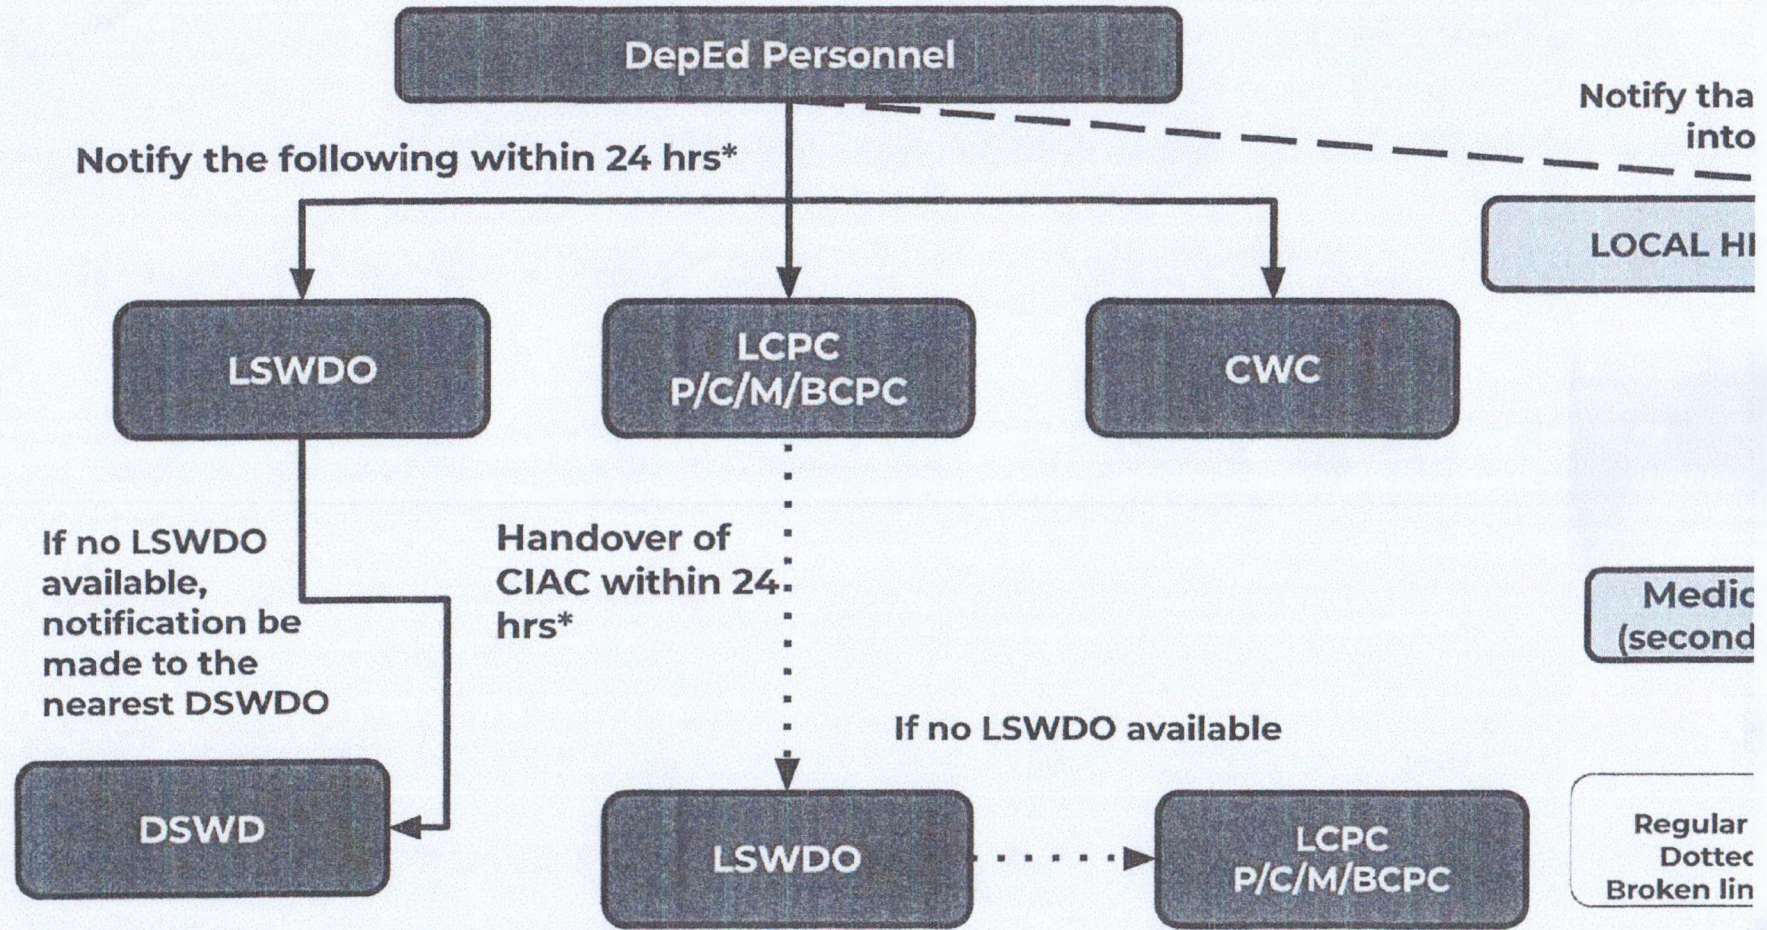 DepEd Personnel
Notify tha
into
Notify the following within 24 hrs*
LOCAL HE
LSWDO
LCPC
P/C/M/BCPC
CWC
If no LSWDO
available,
notification be
made to the
nearest DSWDO
Handover of
CIAC within 24
hrs*
Medic
(second
If no LSWDO available
DSWD
LSWDO
LCPC
P/C/M/BCPC
Regular
Dotted
Broken lin